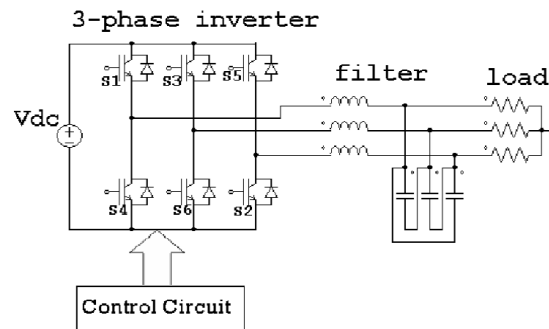 3-phase inverter
filter
load
Vdc
S1
S3
S5
S4
S6
S2
Control Circuit